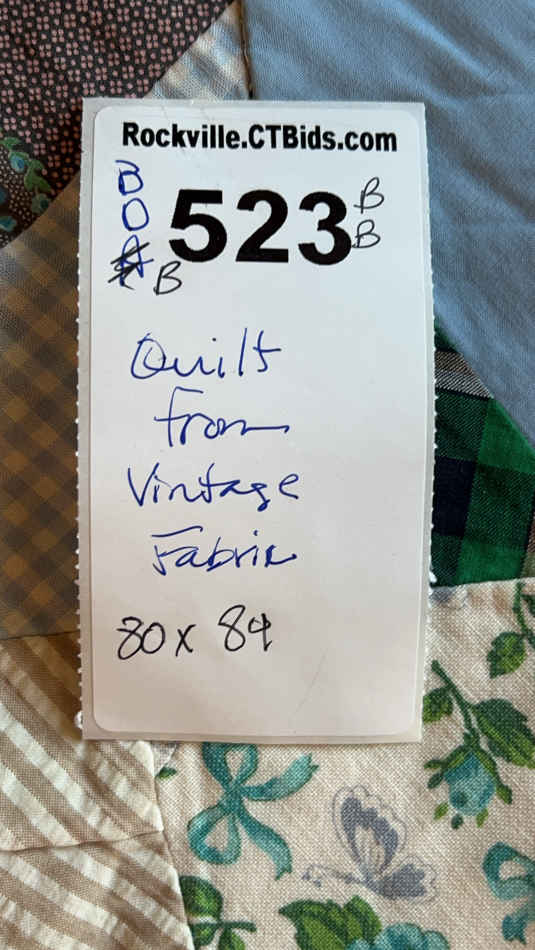 Rockville.CTBids.com
B
O
B
523
B
B
Quilt
from
Vintage
Fabric
80 x 84